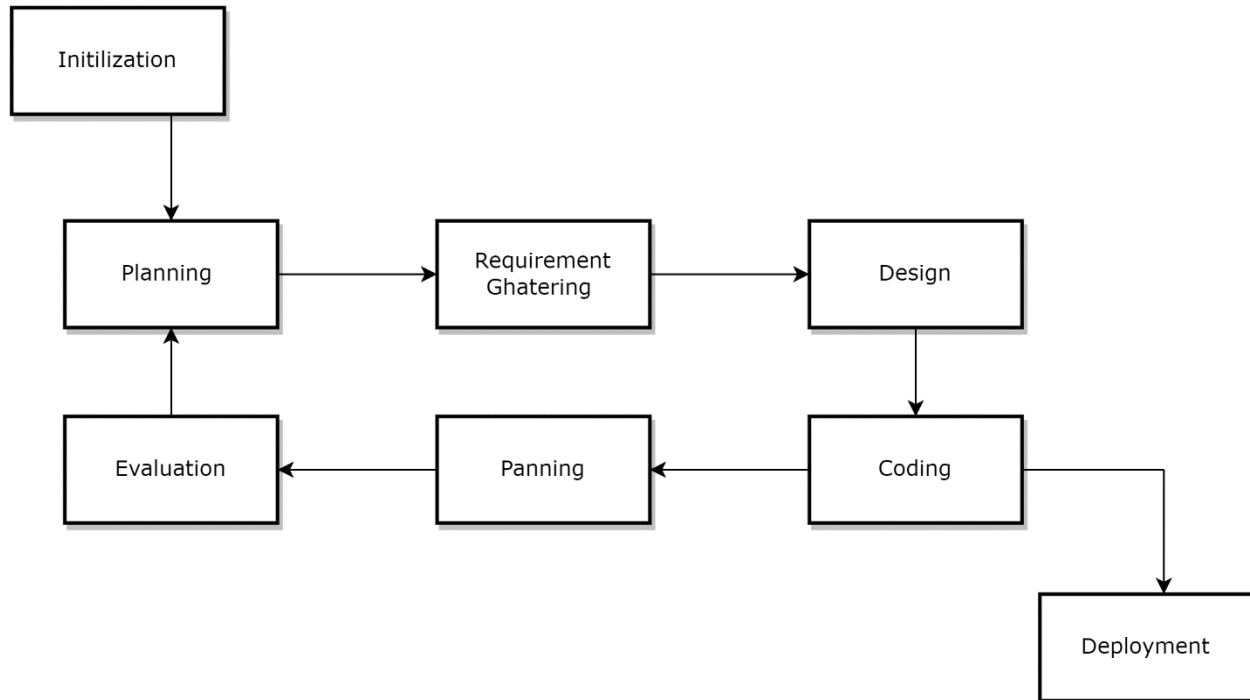 Initilization
Planning
Requirement
Ghatering
Design
Evaluation
Panning
Coding
Deployment